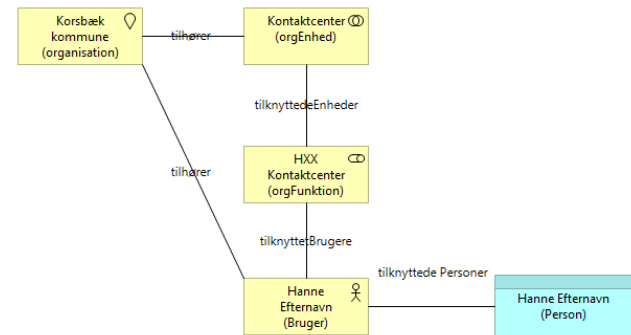 Korsbæk
kommune
(organisation)
tilhører
Kontaktcenter
(orgEnhed)
tilknyttedeEnheder
HXX
Kontaktcenter
(orgFunktion)
tilhører
tilknyttetBrugere
Hanne
Efternavn
(Bruger)
tilknyttede Personer
Hanne Efternavn
(Person)